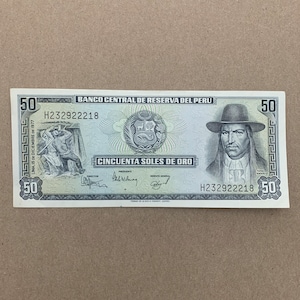 50 BANCO CENTRAL DE RESERVA DEL PERU 50
H232922218
CINCUENTA SOLES DE ORO
H232922218
50 50